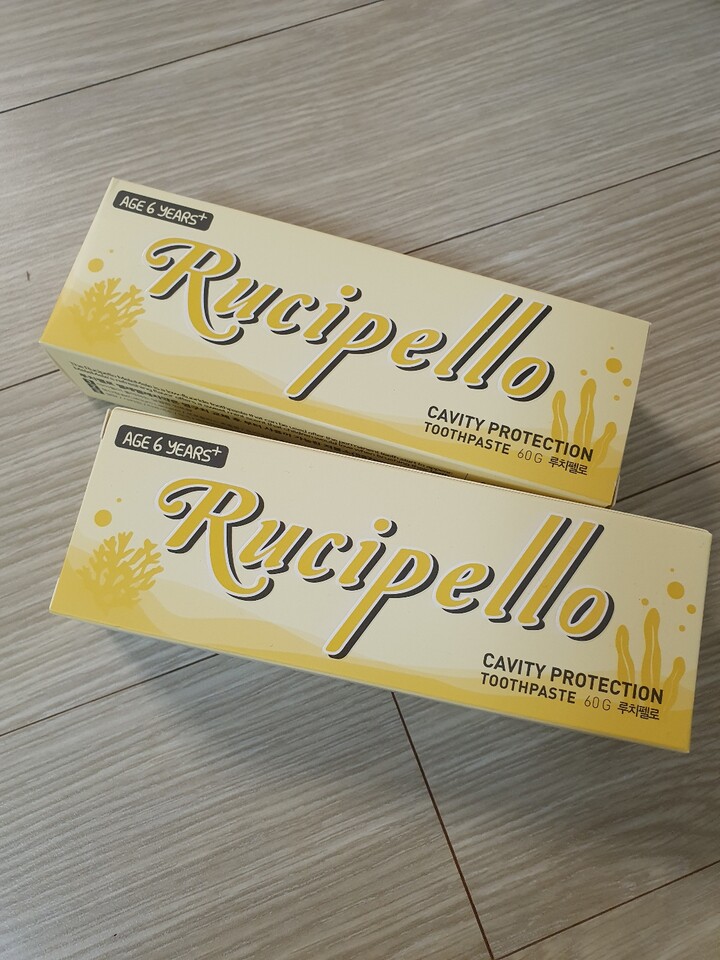 AGE 6 YEARS+
Rucipello
CAVITY PROTECTION
TOOTHPASTE 60G 루치펠로
AGE 6 YEARS+
Rucipello
CAVITY PROTECTION
TOOTHPASTE 60G 루치펠로